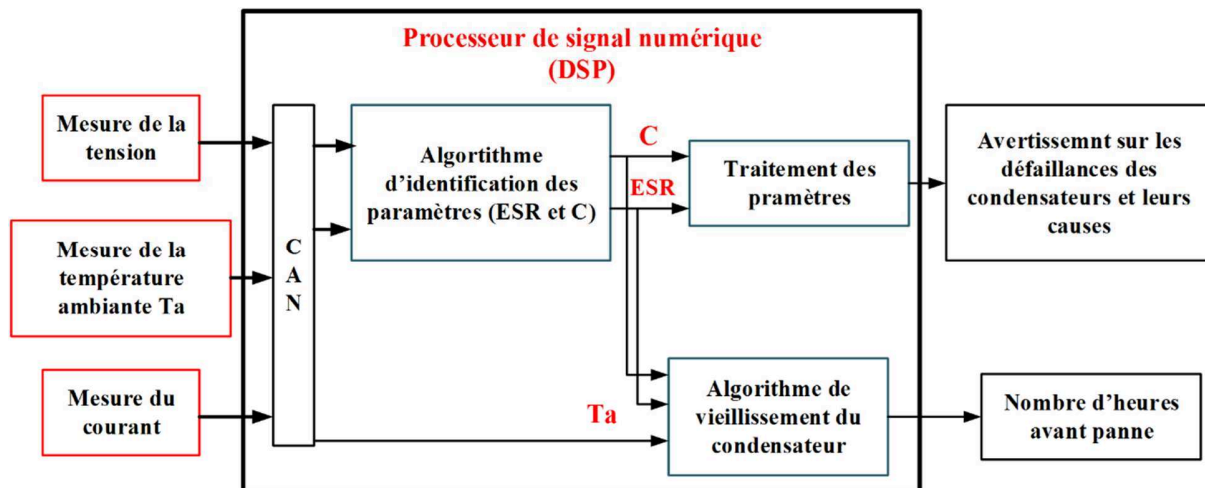 Processeur de signal numérique
(DSP)
Mesure de la
tension
Mesure de la
température
ambiante Ta
Mesure du
courant
C
A
N
Algortithme
d'identification des
paramètres (ESR et C)
C
ESR
Traitement des
pramètres
Avertissemnt sur les
défaillances des
condensateurs et leurs
causes
Ta
Algorithme de
vieillissement du
condensateur
Nombre d'heures
avant panne